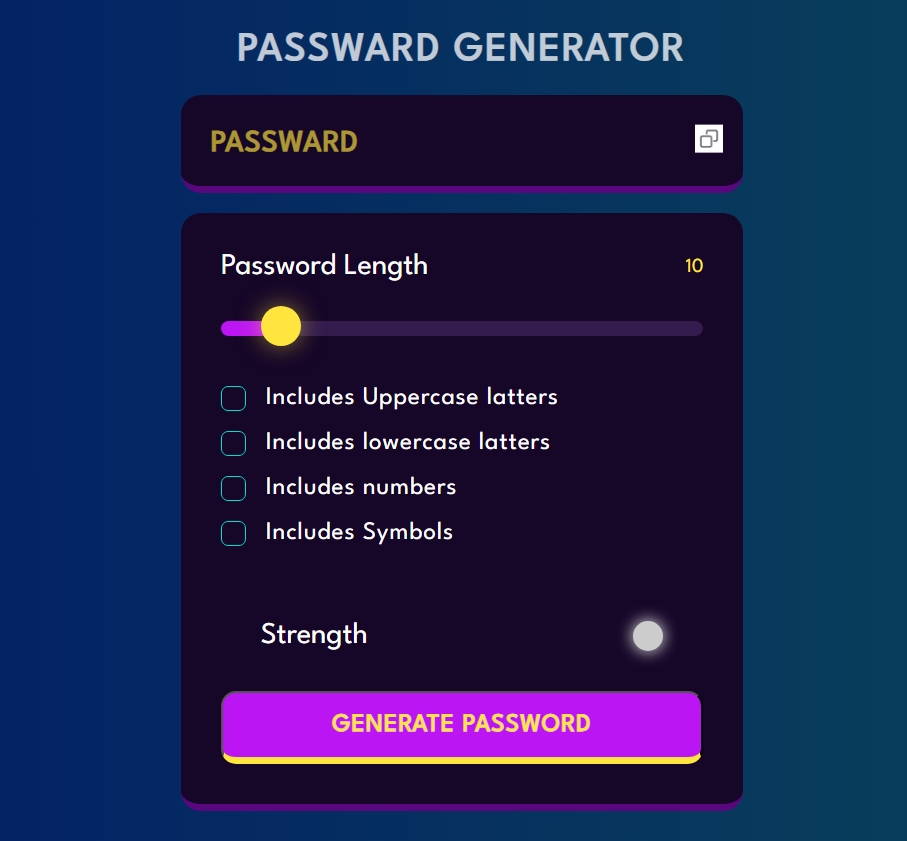 PASSWARD GENERATOR
PASSWARD
Password Length 10
Includes Uppercase latters
Includes lowercase latters
Includes numbers
Includes Symbols
Strength
GENERATE PASSWORD